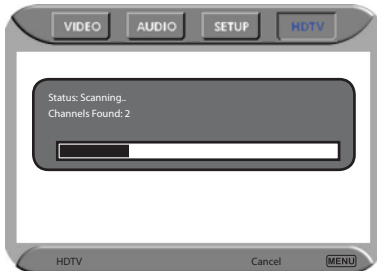 VIDEO AUDIO SETUP HDTV
Status: Scanning..
Channels Found: 2
HDTV Cancel MENU